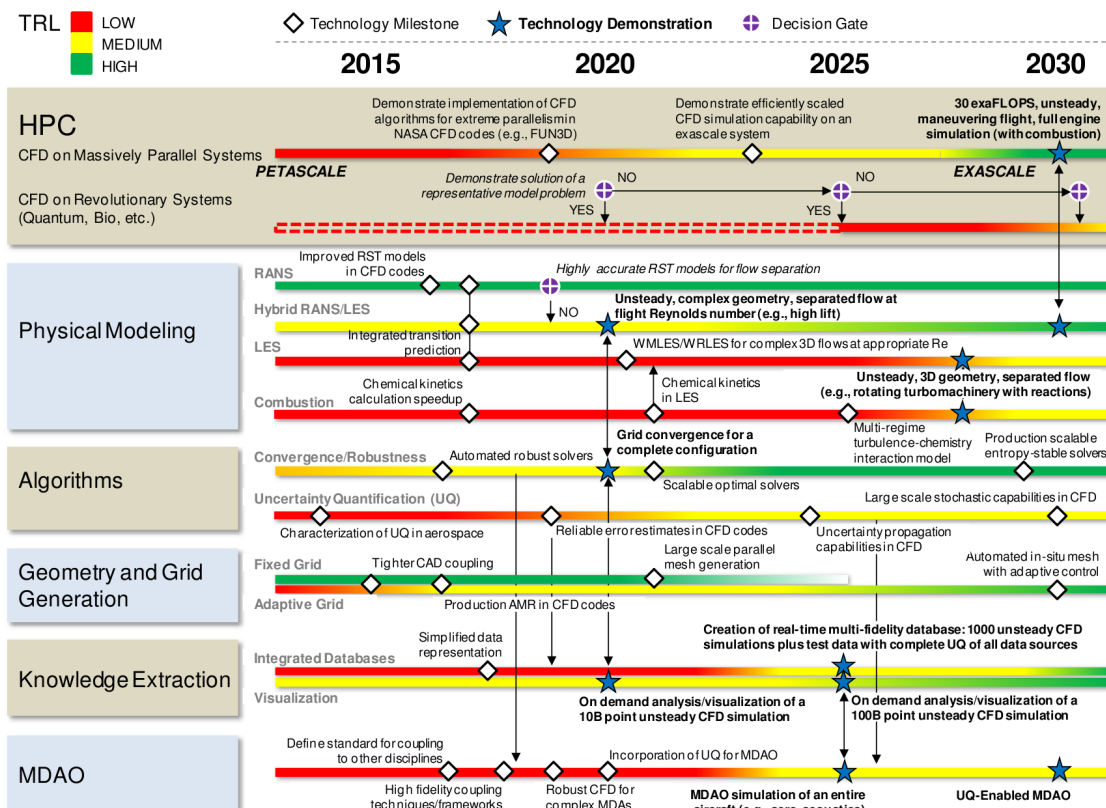 TRL
LOW
MEDIUM
HIGH
Technology Milestone
Technology Demonstration
Decision Gate
2015
2020
2025
2030
HPC
Demonstrate implementation of CFD
algorithms for extreme parallelism in
NASA CFD codes (e.g., FUN3D)
Demonstrate efficiently scaled
CFD simulation capability on an
exascale system
30 exaFLOPS, unsteady,
maneuvering flight, full engine
simulation (with combustion)
CFD on Massively Parallel Systems
PETASCALE
EXASCALE
CFD on Revolutionary Systems
(Quantum, Bio, etc.)
Demonstrate solution of a
representative model problem
NO
YES
NO
YES
Physical Modeling
RANS
Improved RST models
in CFD codes
Highly accurate RST models for flow separation
NO
Hybrid RANS/LES
Unsteady, complex geometry, separated flow at
flight Reynolds number (e.g., high lift)
Integrated transition
prediction
LES
WMLES/WRLES for complex 3D flows at appropriate Re
Chemical kinetics
calculation speedup
Chemical kinetics
in LES
Unsteady, 3D geometry, separated flow
(e.g., rotating turbomachinery with reactions)
Combustion
Multi-regime
turbulence-chemistry
interaction model
Algorithms
Grid convergence for a
complete configuration
Production scalable
entropy-stable solvers
Convergence/Robustness
Automated robust solvers
Scalable optimal solvers
Uncertainty Quantification (UQ)
Large scale stochastic capabilities in CFD
Characterization of UQ in aerospace
Reliable error estimates in CFD codes
Uncertainty propagation
capabilities in CFD
Geometry and Grid
Generation
Fixed Grid
Tighter CAD coupling
Large scale parallel
mesh generation
Automated in-situ mesh
with adaptive control
Adaptive Grid
Production AMR in CFD codes
Knowledge Extraction
Simplified data
representation
Creation of real-time multi-fidelity database: 1000 unsteady CFD
simulations plus test data with complete UQ of all data sources
Integrated Databases
Visualization
On demand analysis/visualization of a
10B point unsteady CFD simulation
On demand analysis/visualization of a
100B point unsteady CFD simulation
MDAO
Define standard for coupling
to other disciplines
Incorporation of UQ for MDAO
High fidelity coupling
techniques/frameworks
Robust CFD for
complex MDAs
MDAO simulation of an entire
aircraft (e.g., aero-acoustics)
UQ-Enabled MDAO